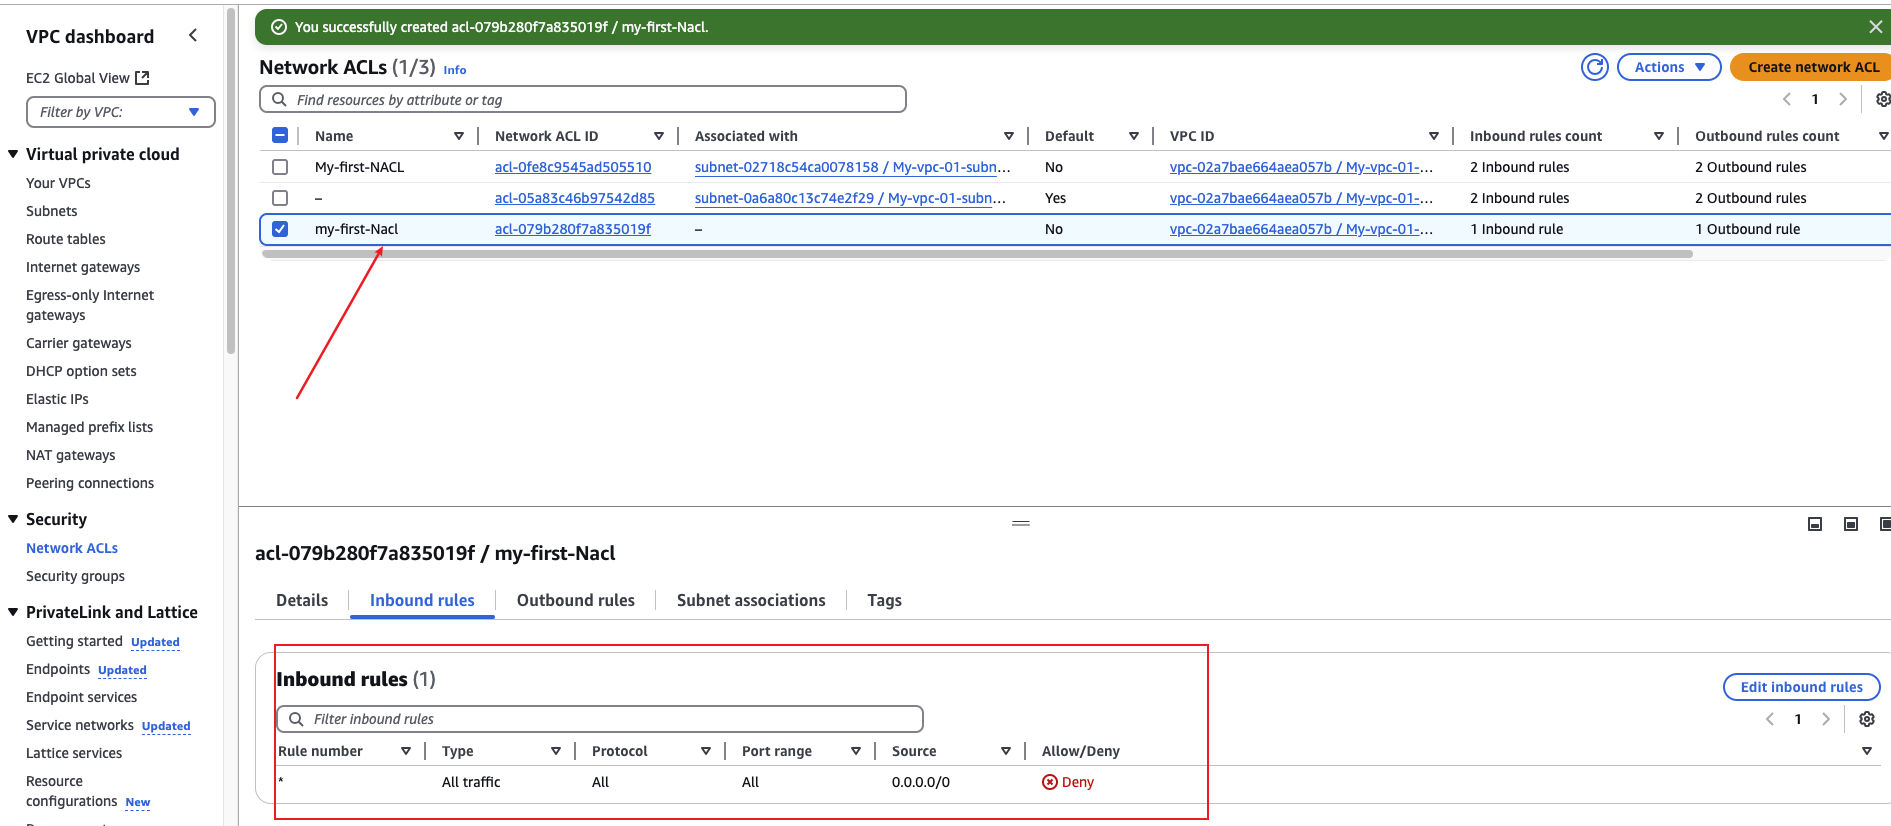 You successfully created acl-079b280f7a835019f / my-first-Nacl.
VPC dashboard
EC2 Global View
Filter by VPC:
Virtual private cloud
Your VPCs
Subnets
Route tables
Internet gateways
Egress-only Internet
gateways
Carrier gateways
DHCP option sets
Elastic IPs
Managed prefix lists
NAT gateways
Peering connections
Security
Network ACLs
Security groups
PrivateLink and Lattice
Getting started Updated
Endpoints Updated
Endpoint services
Service networks Updated
Lattice services
Resource
configurations New
Network ACLs (1/3) Info
Actions
Create network ACL
Find resources by attribute or tag
1
Name Network ACL ID Associated with Default VPC ID Inbound rules count Outbound rules count
My-first-NACL acl-0fe8c9545ad505510 subnet-02718c54ca0078158 / My-vpc-01-subn... No vpc-02a7bae664aea057b / My-vpc-01-... 2 Inbound rules 2 Outbound rules
– acl-05a83c46b97542d85 subnet-0a6a80c13c74e2f29 / My-vpc-01-subn... Yes vpc-02a7bae664aea057b / My-vpc-01-... 2 Inbound rules 2 Outbound rules
my-first-Nacl acl-079b280f7a835019f – No vpc-02a7bae664aea057b / My-vpc-01-... 1 Inbound rule 1 Outbound rule
acl-079b280f7a835019f / my-first-Nacl
Details Inbound rules Outbound rules Subnet associations Tags
Inbound rules (1)
Edit inbound rules
Filter inbound rules
1
Rule number Type Protocol Port range Source Allow/Deny
* All traffic All All 0.0.0.0/0 Deny